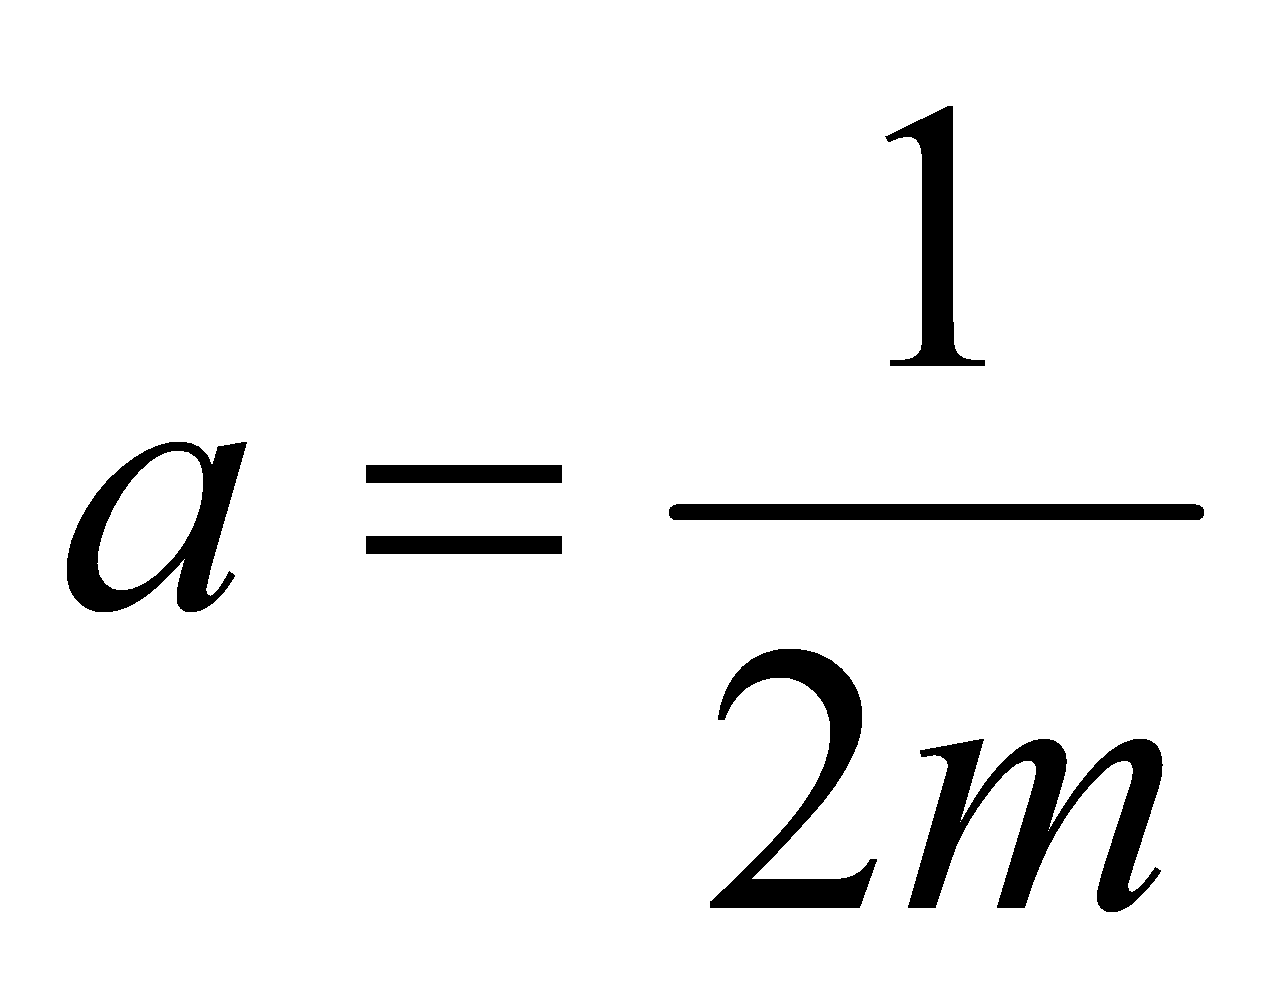 a = 1/2m